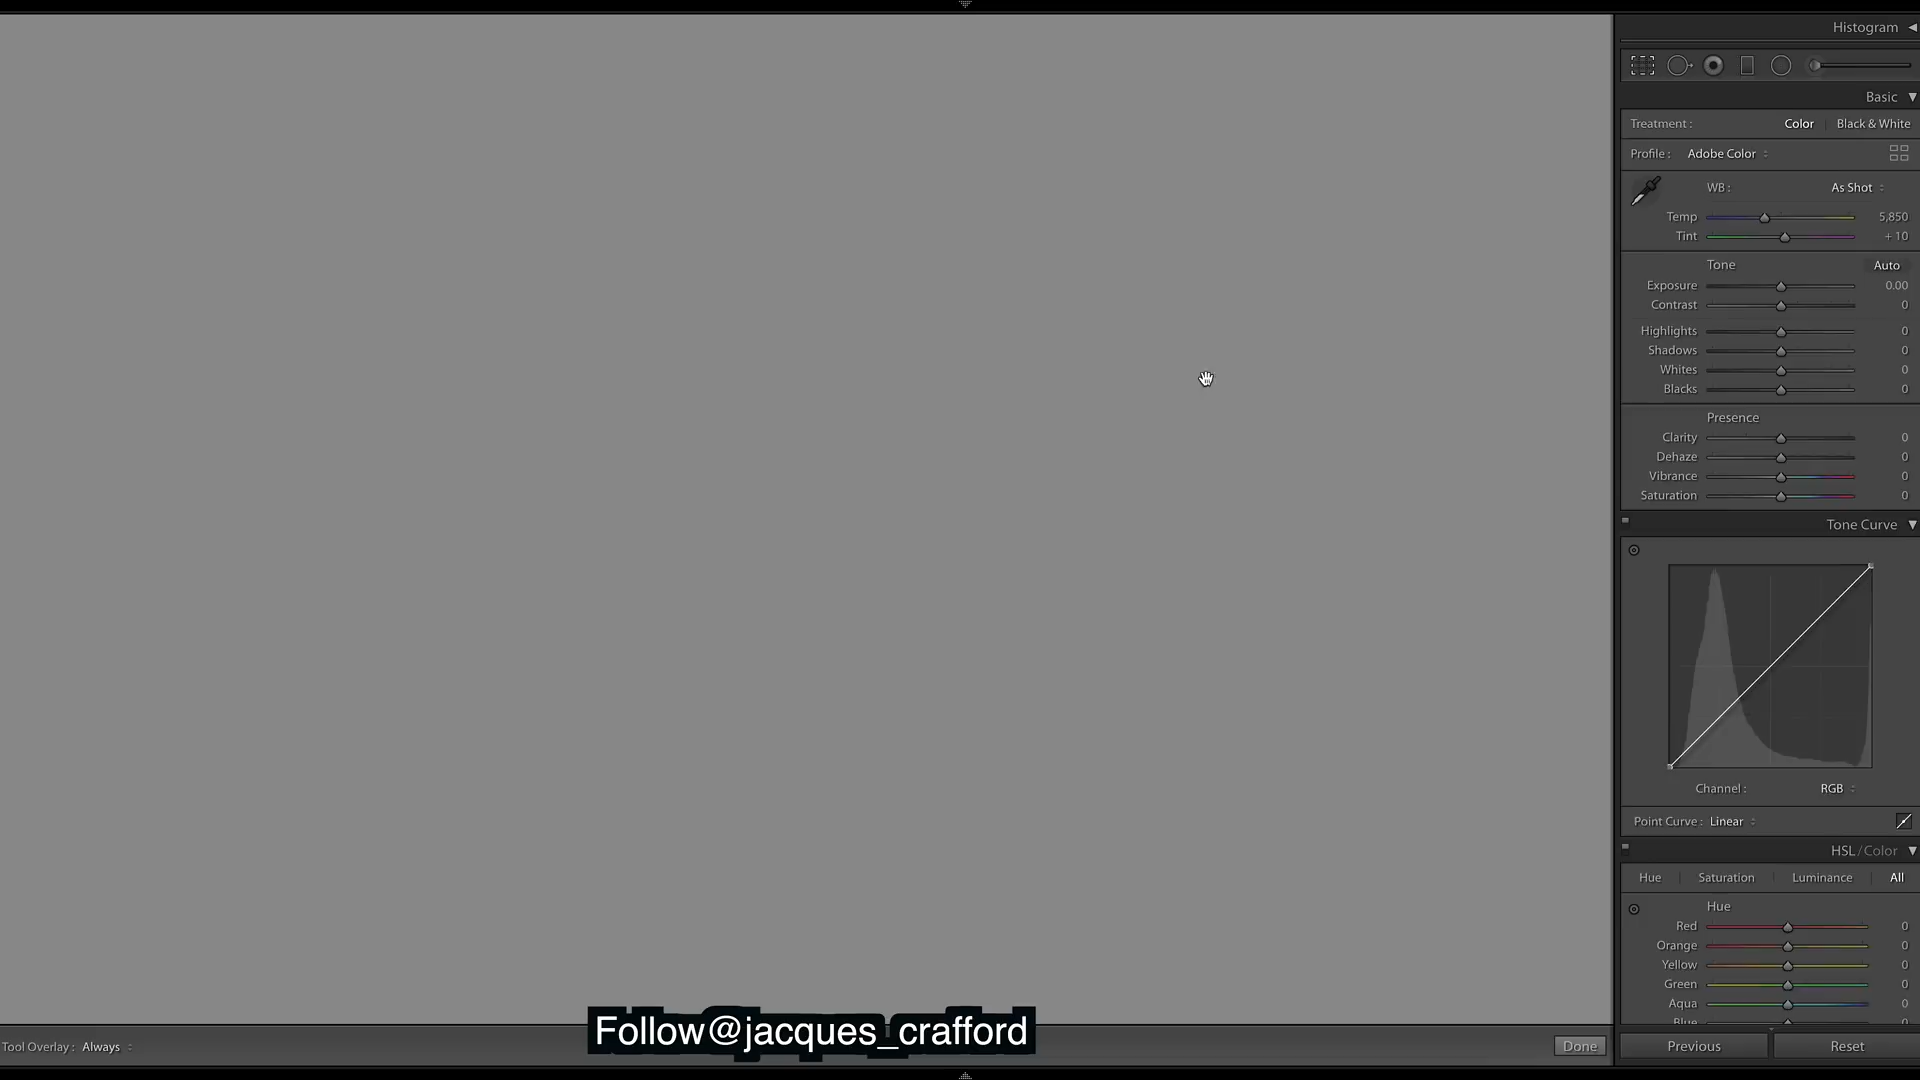 Histogram
Basic
Treatment : Color Black & White
Profile : Adobe Color
WB : As Shot
Temp 5,850
Tint + 10
Tone Auto
Exposure 0.00
Contrast 0
Highlights 0
Shadows 0
Whites 0
Blacks 0
Presence
Clarity 0
Dehaze 0
Vibrance 0
Saturation 0
Tone Curve
Channel : RGB
Point Curve : Linear
HSL / Color
Hue Saturation Luminance All
Hue
Red 0
Orange 0
Yellow 0
Green 0
Aqua 0
Blue 0
Follow@jacques_crafford
Tool Overlay : Always Done Previous Reset